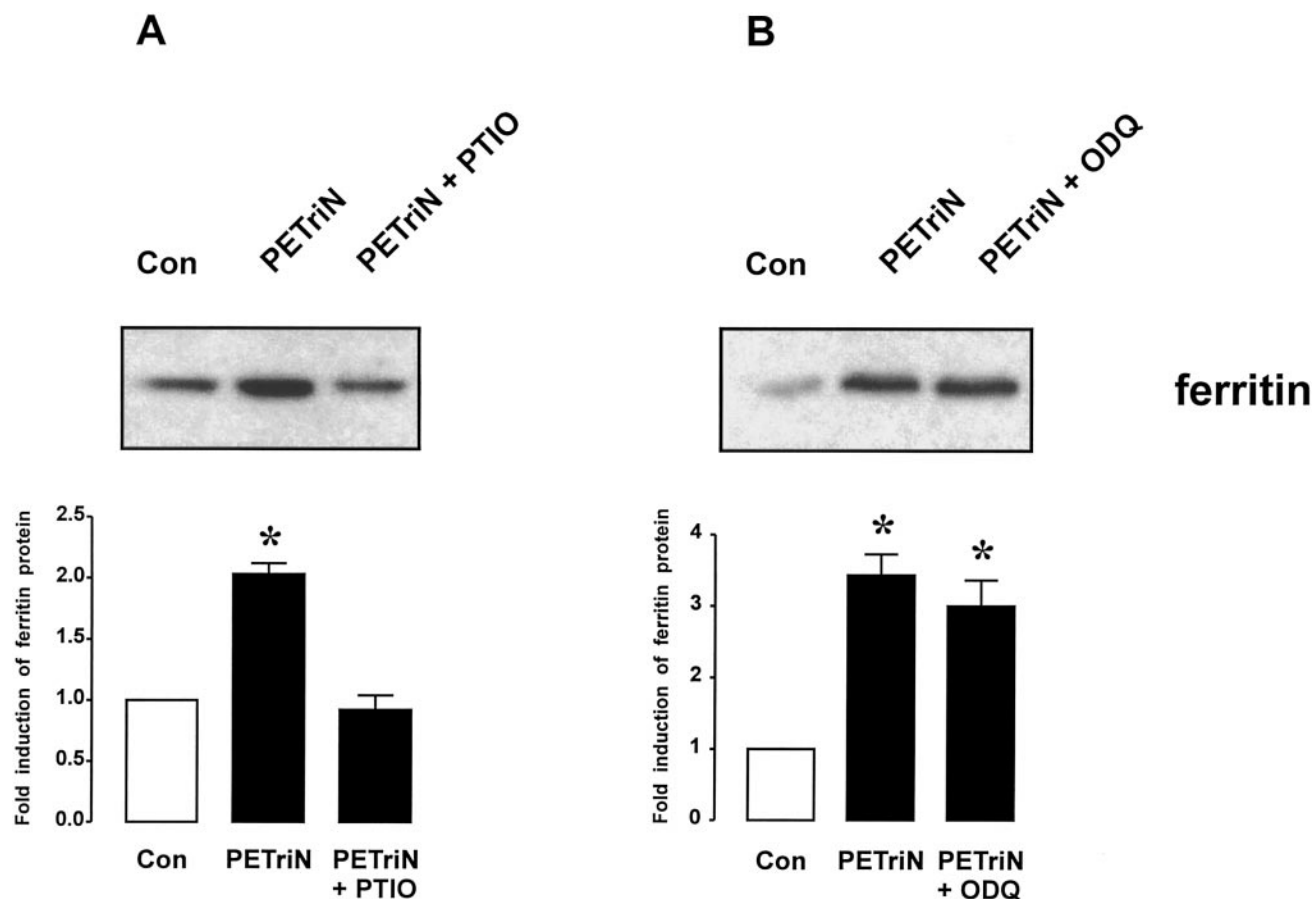 A
B
Con
PETriN
PETriN + PTIO
Con
PETriN
PETriN + ODQ
ferritin
Fold induction of ferritin protein
2.5
2.0
1.5
1.0
0.5
0.0
*
Con
PETriN
PETriN
+ PTIO
Fold induction of ferritin protein
4
3
2
1
0
*
*
Con
PETriN
PETriN
+ ODQ